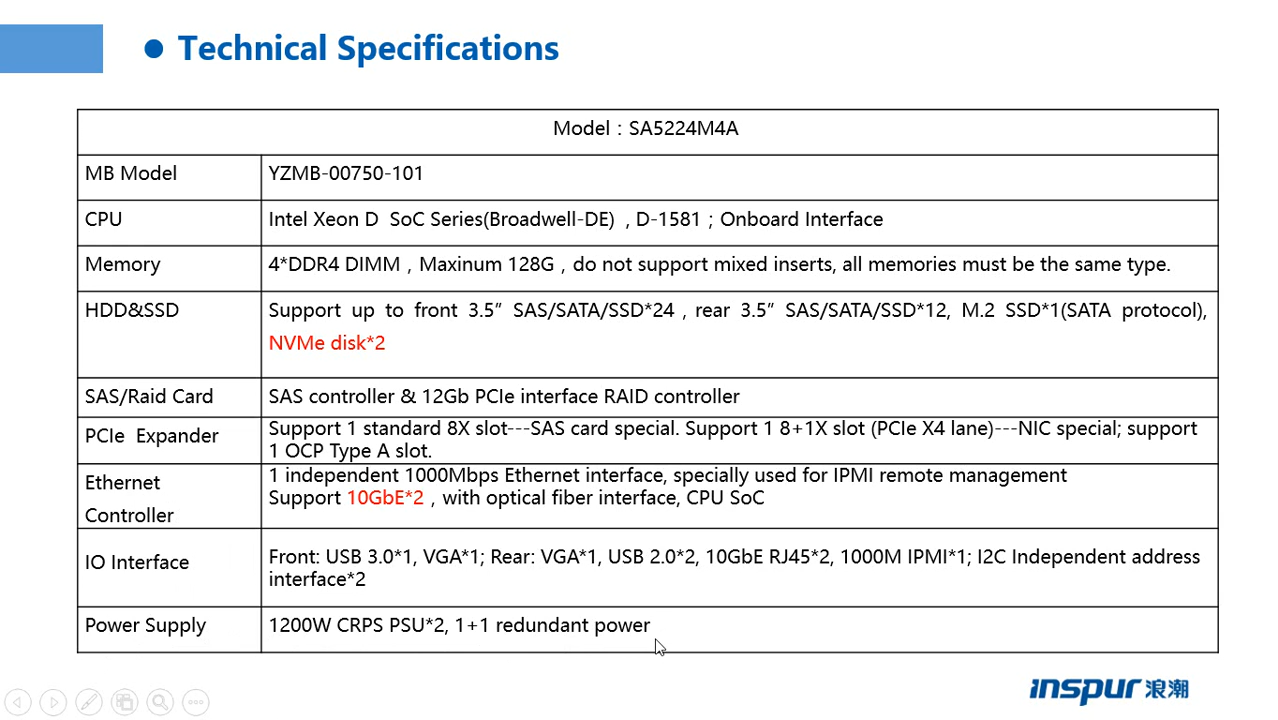 Technical Specifications
Model：SA5224M4A
MB Model
YZMB-00750-101
CPU
Intel Xeon D SoC Series(Broadwell-DE) , D-1581；Onboard Interface
Memory
4*DDR4 DIMM，Maxinum 128G，do not support mixed inserts, all memories must be the same type.
HDD&SSD
Support up to front 3.5” SAS/SATA/SSD*24，rear 3.5” SAS/SATA/SSD*12, M.2 SSD*1(SATA protocol),
NVMe disk*2
SAS/Raid Card
SAS controller & 12Gb PCIe interface RAID controller
PCIe Expander
Support 1 standard 8X slot---SAS card special. Support 1 8+1X slot (PCIe X4 lane)---NIC special; support
1 OCP Type A slot.
Ethernet
Controller
1 independent 1000Mbps Ethernet interface, specially used for IPMI remote management
Support 10GbE*2，with optical fiber interface, CPU SoC
IO Interface
Front: USB 3.0*1, VGA*1; Rear: VGA*1, USB 2.0*2, 10GbE RJ45*2, 1000M IPMI*1; I2C Independent address
interface*2
Power Supply
1200W CRPS PSU*2, 1+1 redundant power
inspur 浪潮